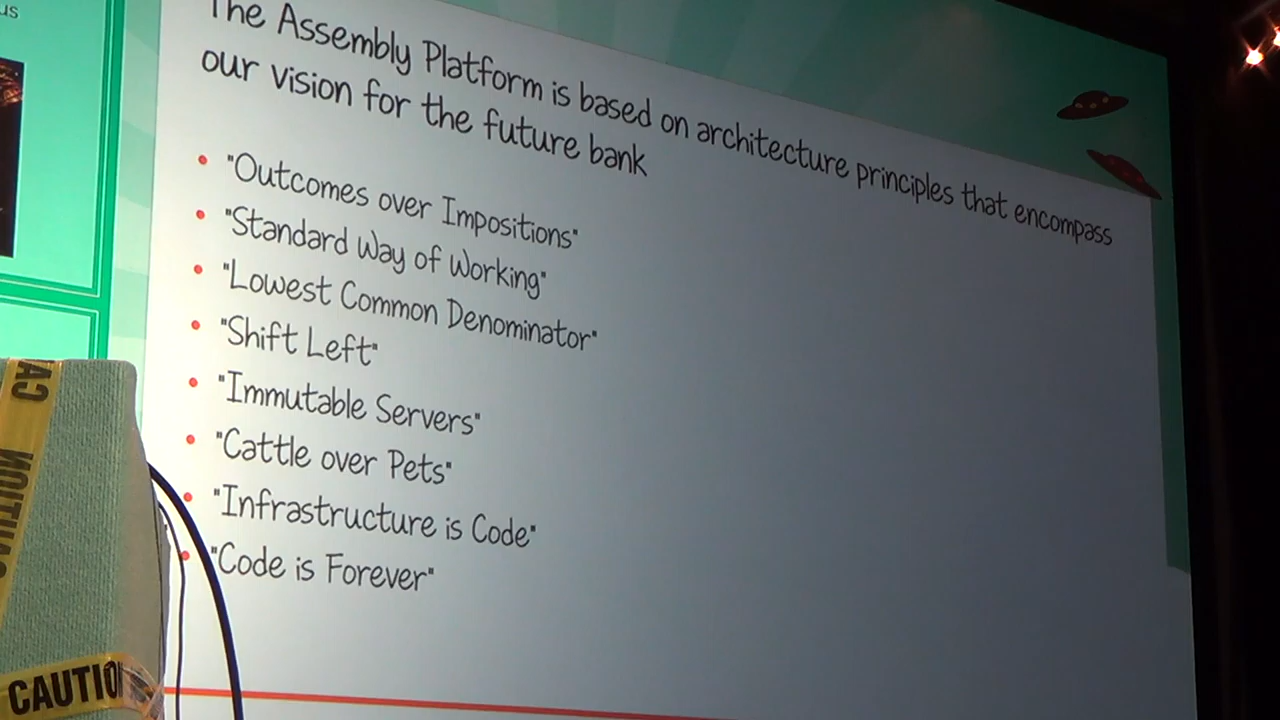 us
The Assembly Platform is based on architecture principles that encompass
our vision for the future bank
"Outcomes over Impositions"
"Standard Way of Working"
"Lowest Common Denominator"
"Shift Left"
"Immutable Servers"
"Cattle over Pets"
"Infrastructure is Code"
"Code is Forever"
CAUTION
CAUTIO